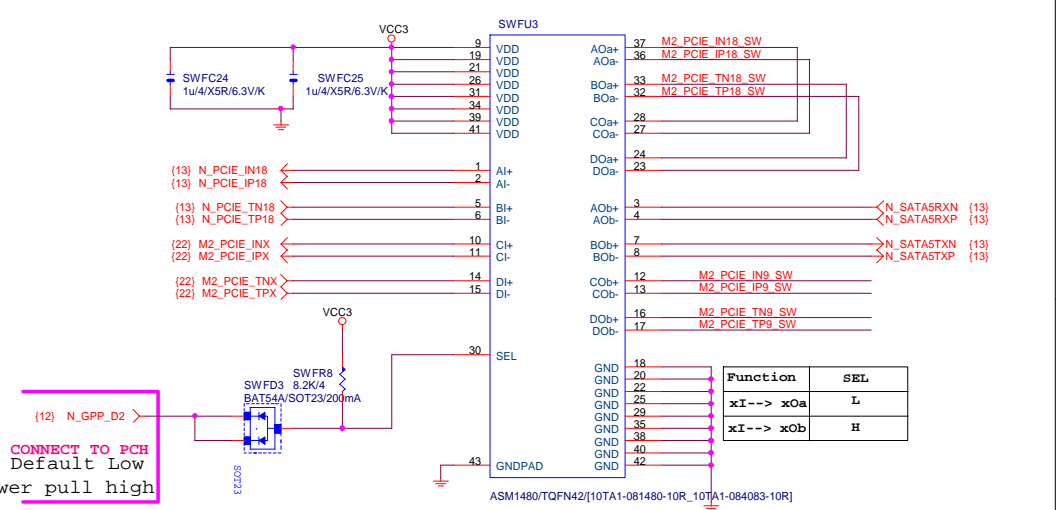 VCC3
SWFU3
SWFC24
1u/4/X5R/6.3V/K
SWFC25
1u/4/X5R/6.3V/K
9 VDD
19 VDD
21 VDD
26 VDD
31 VDD
34 VDD
39 VDD
41 VDD
AOa+ 37 M2_PCIE_IN18_SW
AOa- 36 M2_PCIE_IP18_SW
BOa+ 33 M2_PCIE_TN18_SW
BOa- 32 M2_PCIE_TP18_SW
COa+ 28
COa- 27
DOa+ 24
DOa- 23
{13} N_PCIE_IN18 1 AI+
{13} N_PCIE_IP18 2 AI-
{13} N_PCIE_TN18 5 BI+
{13} N_PCIE_TP18 6 BI-
{22} M2_PCIE_INX 10 CI+
{22} M2_PCIE_IPX 11 CI-
{22} M2_PCIE_TNX 14 DI+
{22} M2_PCIE_TPX 15 DI-
AOb+ 3 N_SATA5RXN {13}
AOb- 4 N_SATA5RXP {13}
BOb+ 7 N_SATA5TXN {13}
BOb- 8 N_SATA5TXP {13}
COb+ 12 M2_PCIE_IN9_SW
COb- 13 M2_PCIE_IP9_SW
DOb+ 16 M2_PCIE_TN9_SW
DOb- 17 M2_PCIE_TP9_SW
VCC3
30 SEL
SWFR8
8.2K/4
SWFD3
BAT54A/SOT23/200mA
SOT23
{12} N_GPP_D2
CONNECT TO PCH
Default Low
wer pull high
43 GNDPAD
GND 18
GND 20
GND 22
GND 25
GND 29
GND 35
GND 38
GND 40
GND 42
Function SEL
xI--> xOa L
xI--> xOb H
ASM1480/TQFN42/[10TA1-081480-10R_10TA1-084083-10R]